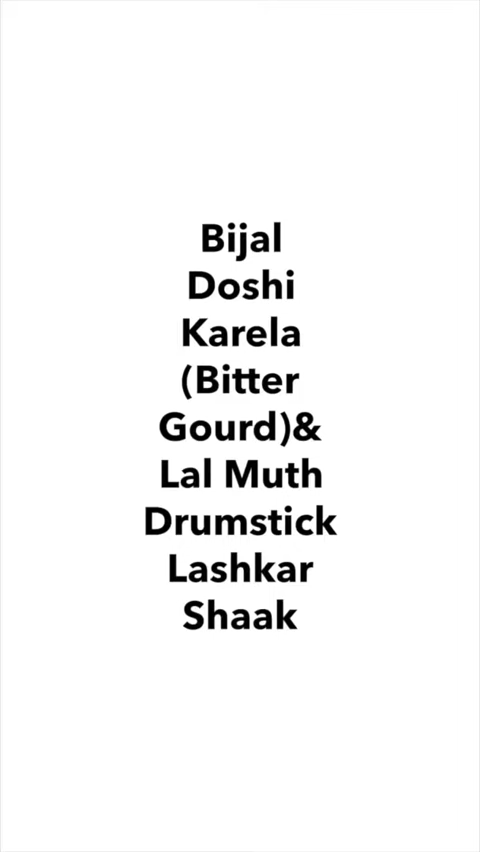 Bijal
Doshi
Karela
(Bitter
Gourd)&
Lal Muth
Drumstick
Lashkar
Shaak